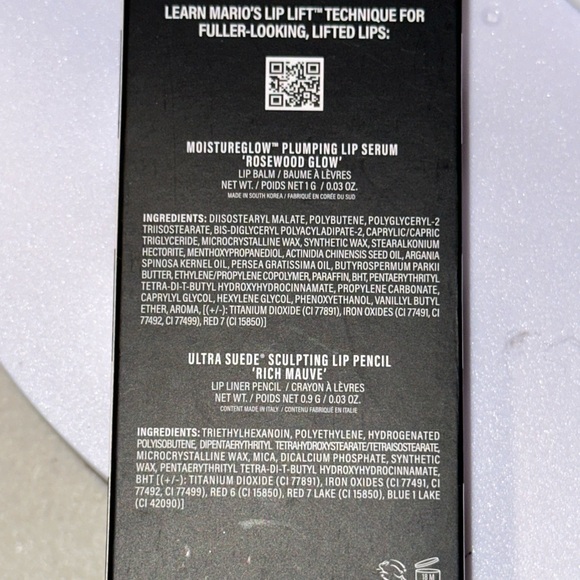 LEARN MARIO'S LIP LIFT™ TECHNIQUE FOR
FULLER-LOOKING, LIFTED LIPS:
MOISTUREGLOW™ PLUMPING LIP SERUM
'ROSEWOOD GLOW'
LIP BALM / BAUME À LÈVRES
NET WT. / POIDS NET 1 G / 0.03 OZ.
MADE IN SOUTH KOREA / FABRIQUÉ EN CORÉE DU SUD
INGREDIENTS: DIISOSTEARYL MALATE, POLYBUTENE, POLYGLYCERYL-2
TRIISOSTEARATE, BIS-DIGLYCERYL POLYACYLADIPATE-2, CAPRYLIC/CAPRIC
TRIGLYCERIDE, MICROCRYSTALLINE WAX, SYNTHETIC WAX, STEARALKONIUM
HECTORITE, MENTHOXYPROPANEDIOL, ACTINIDIA CHINENSIS SEED OIL, ARGANIA
SPINOSA KERNEL OIL, PERSEA GRATISSIMA OIL, BUTYROSPERMUM PARKII
BUTTER, ETHYLENE/PROPYLENE COPOLYMER, PARAFFIN, BHT, PENTAERYTHRITYL
TETRA-DI-T-BUTYL HYDROXYHYDROCINNAMATE, PROPYLENE CARBONATE,
CAPRYLYL GLYCOL, HEXYLENE GLYCOL, PHENOXYETHANOL, VANILLYL BUTYL
ETHER, AROMA, [(+/-): TITANIUM DIOXIDE (CI 77891), IRON OXIDES (CI 77491, CI
77492, CI 77499), RED 7 (CI 15850)]
ULTRA SUEDE® SCULPTING LIP PENCIL
'RICH MAUVE'
LIP LINER PENCIL / CRAYON À LÈVRES
NET WT. / POIDS NET 0.9 G / 0.03 OZ.
CONTENT MADE IN ITALY / CONTENU FABRIQUÉ EN ITALIE
INGREDIENTS: TRIETHYLHEXANOIN, POLYETHYLENE, HYDROGENATED
POLYISOBUTENE, DIPENTAERYTHRITYL TETRAHYDROXYSTEARATE/TETRAISOSTEARATE,
MICROCRYSTALLINE WAX, MICA, DICALCIUM PHOSPHATE, SYNTHETIC
WAX, PENTAERYTHRITYL TETRA-DI-T-BUTYL HYDROXYHYDROCINNAMATE,
BHT [(+/-): TITANIUM DIOXIDE (CI 77891), IRON OXIDES (CI 77491, CI
77492, CI 77499), RED 6 (CI 15850), RED 7 LAKE (CI 15850), BLUE 1 LAKE
(CI 42090)]
18 M